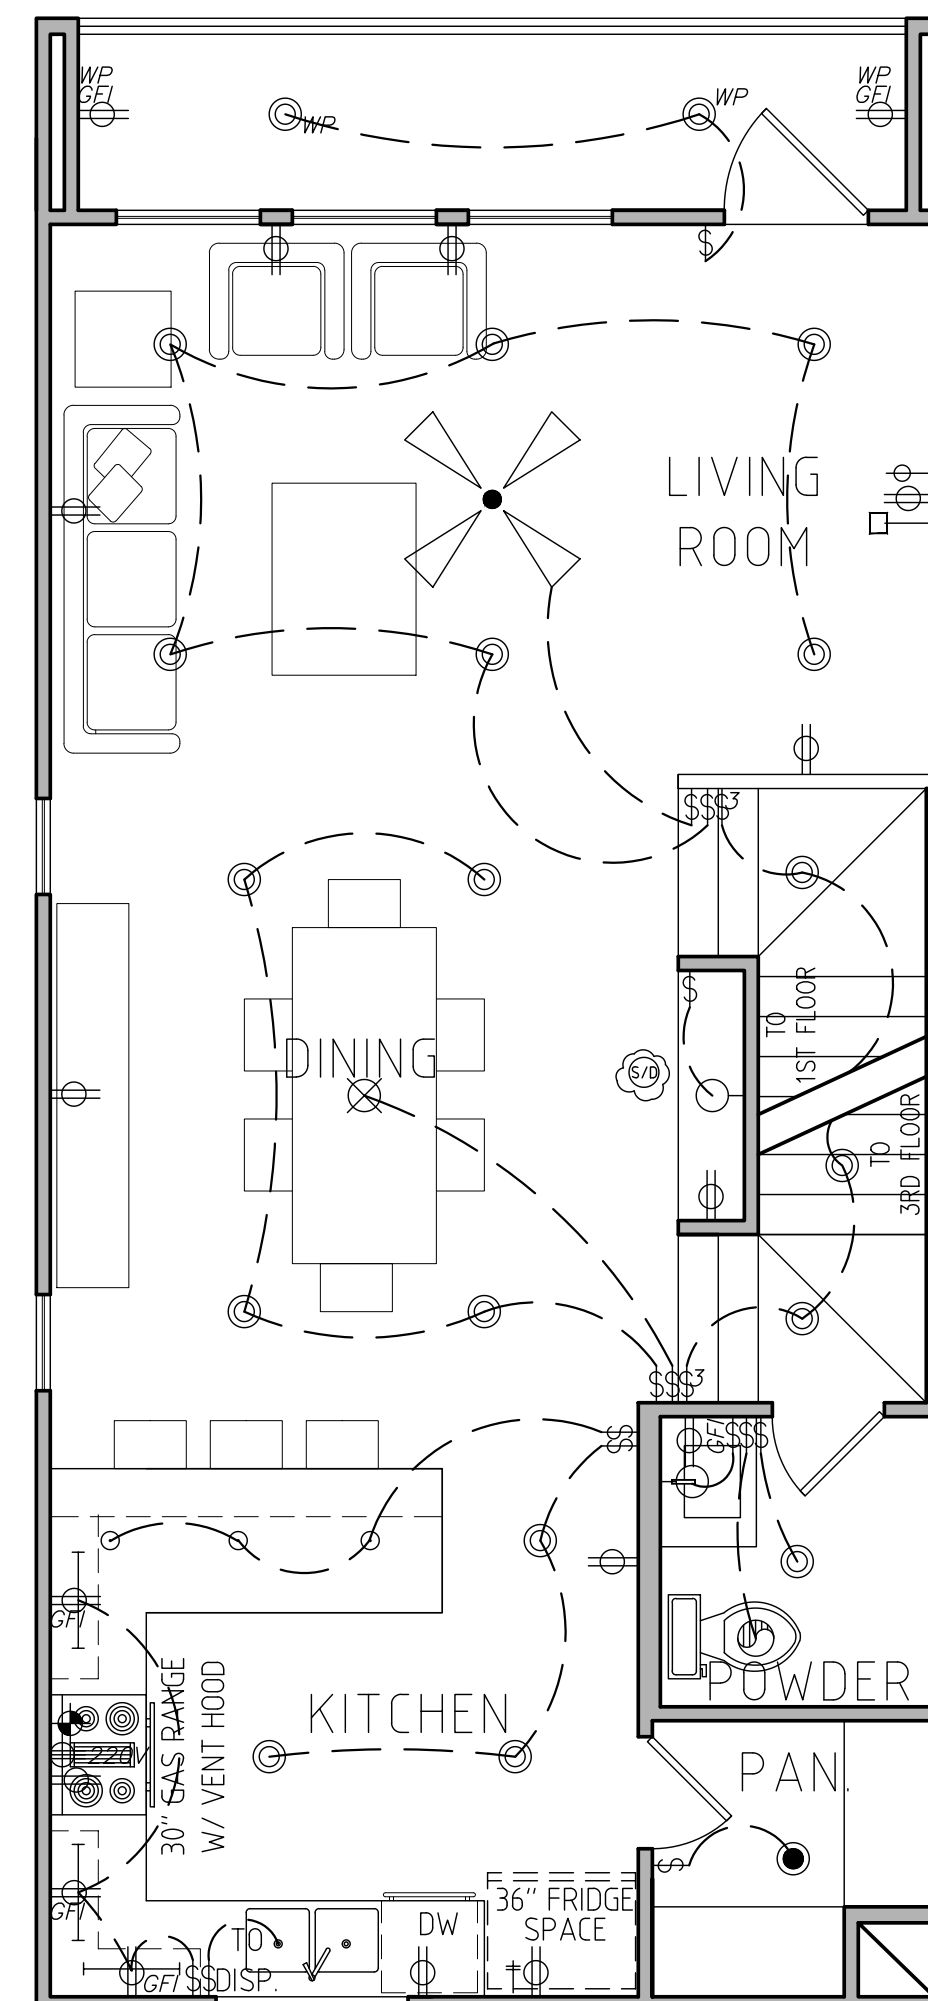 WP
GFI
WP
WP
WP
GFI
$
LIVING
ROOM
$$$3
$
TO
1ST FLOOR
DINING
S/D
TO
3RD FLOOR
$$$3
$$
GFI
$$$
GFI
POWDER
KITCHEN
30" GAS RANGE
W/ VENT HOOD
220V
PAN.
$
GFI
36" FRIDGE
SPACE
DW
TO
GFI $$ DISP.